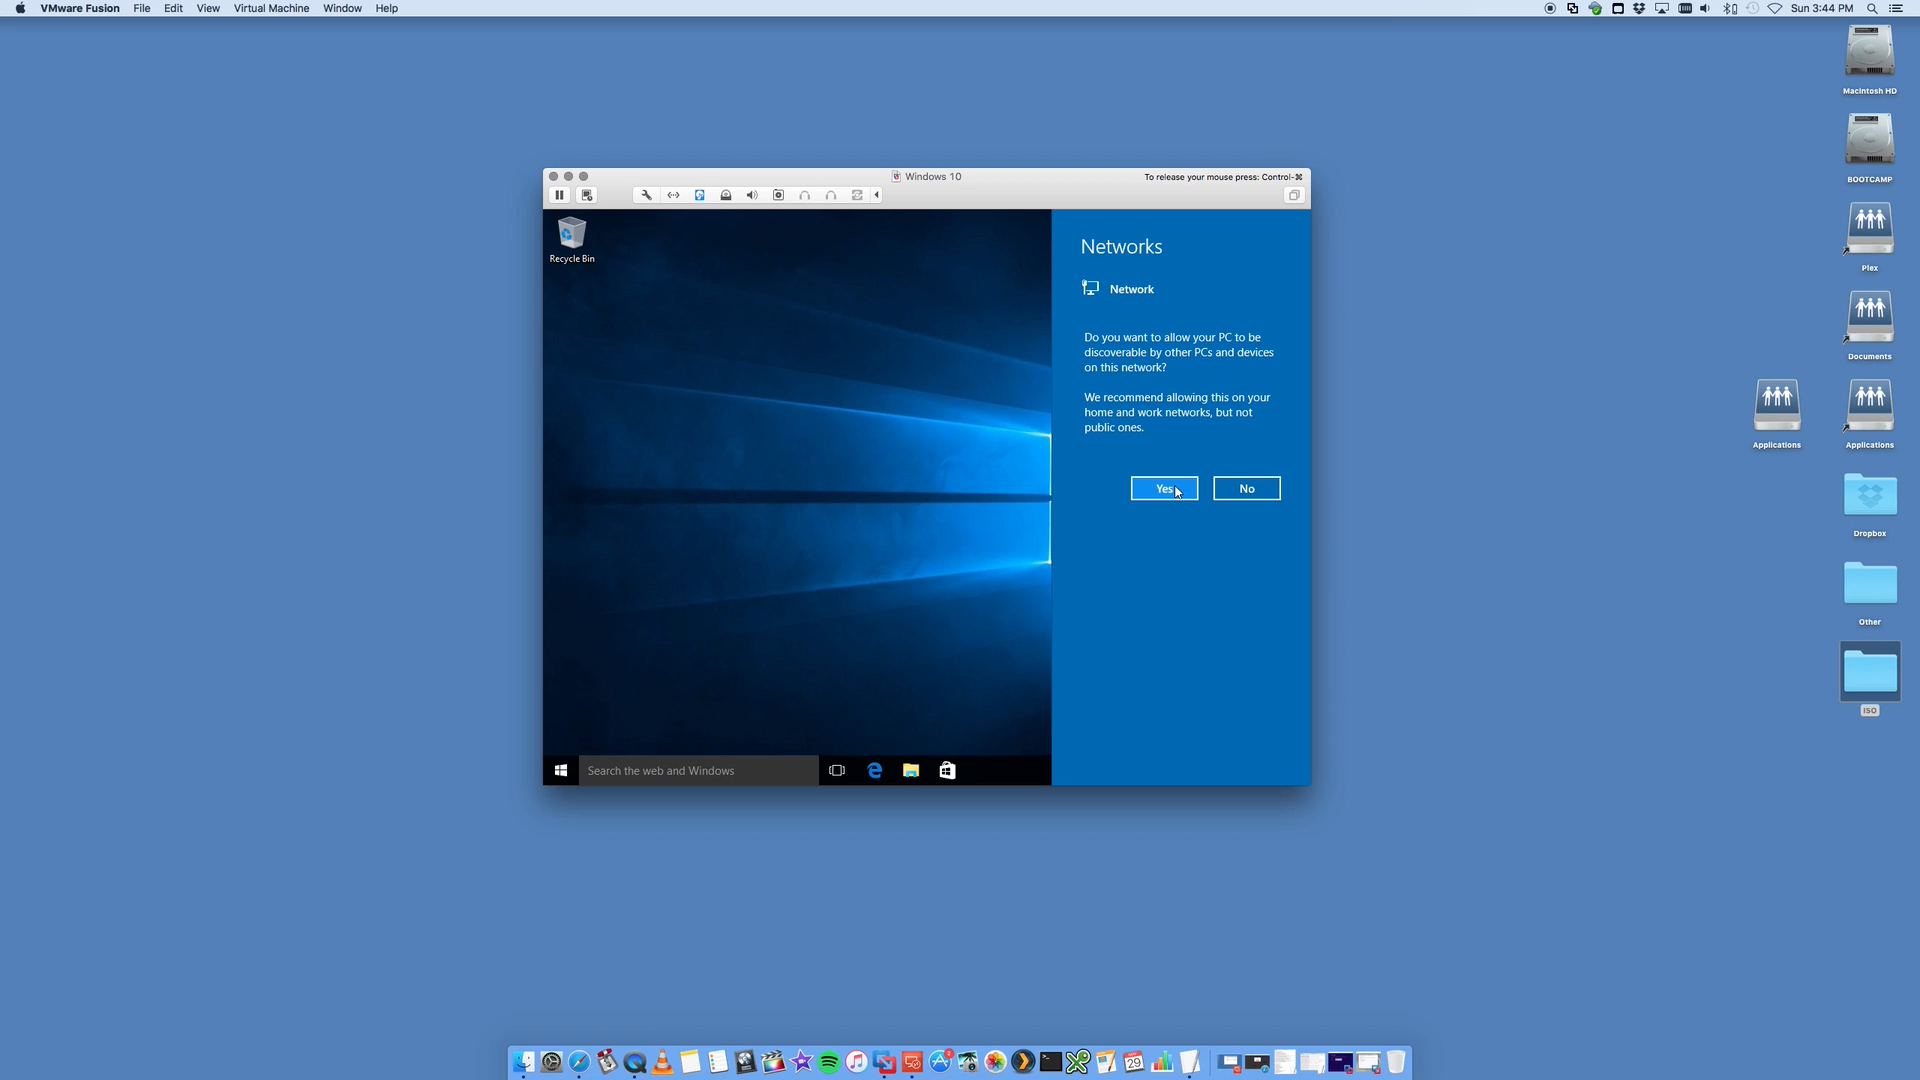 VMware Fusion File Edit View Virtual Machine Window Help
Sun 3:44 PM
Macintosh HD
BOOTCAMP
Plex
Documents
Applications
Applications
Dropbox
Other
ISO
Windows 10
To release your mouse press: Control-⌘
Recycle Bin
Networks
Network
Do you want to allow your PC to be
discoverable by other PCs and devices
on this network?
We recommend allowing this on your
home and work networks, but not
public ones.
Yes
No
Search the web and Windows
29